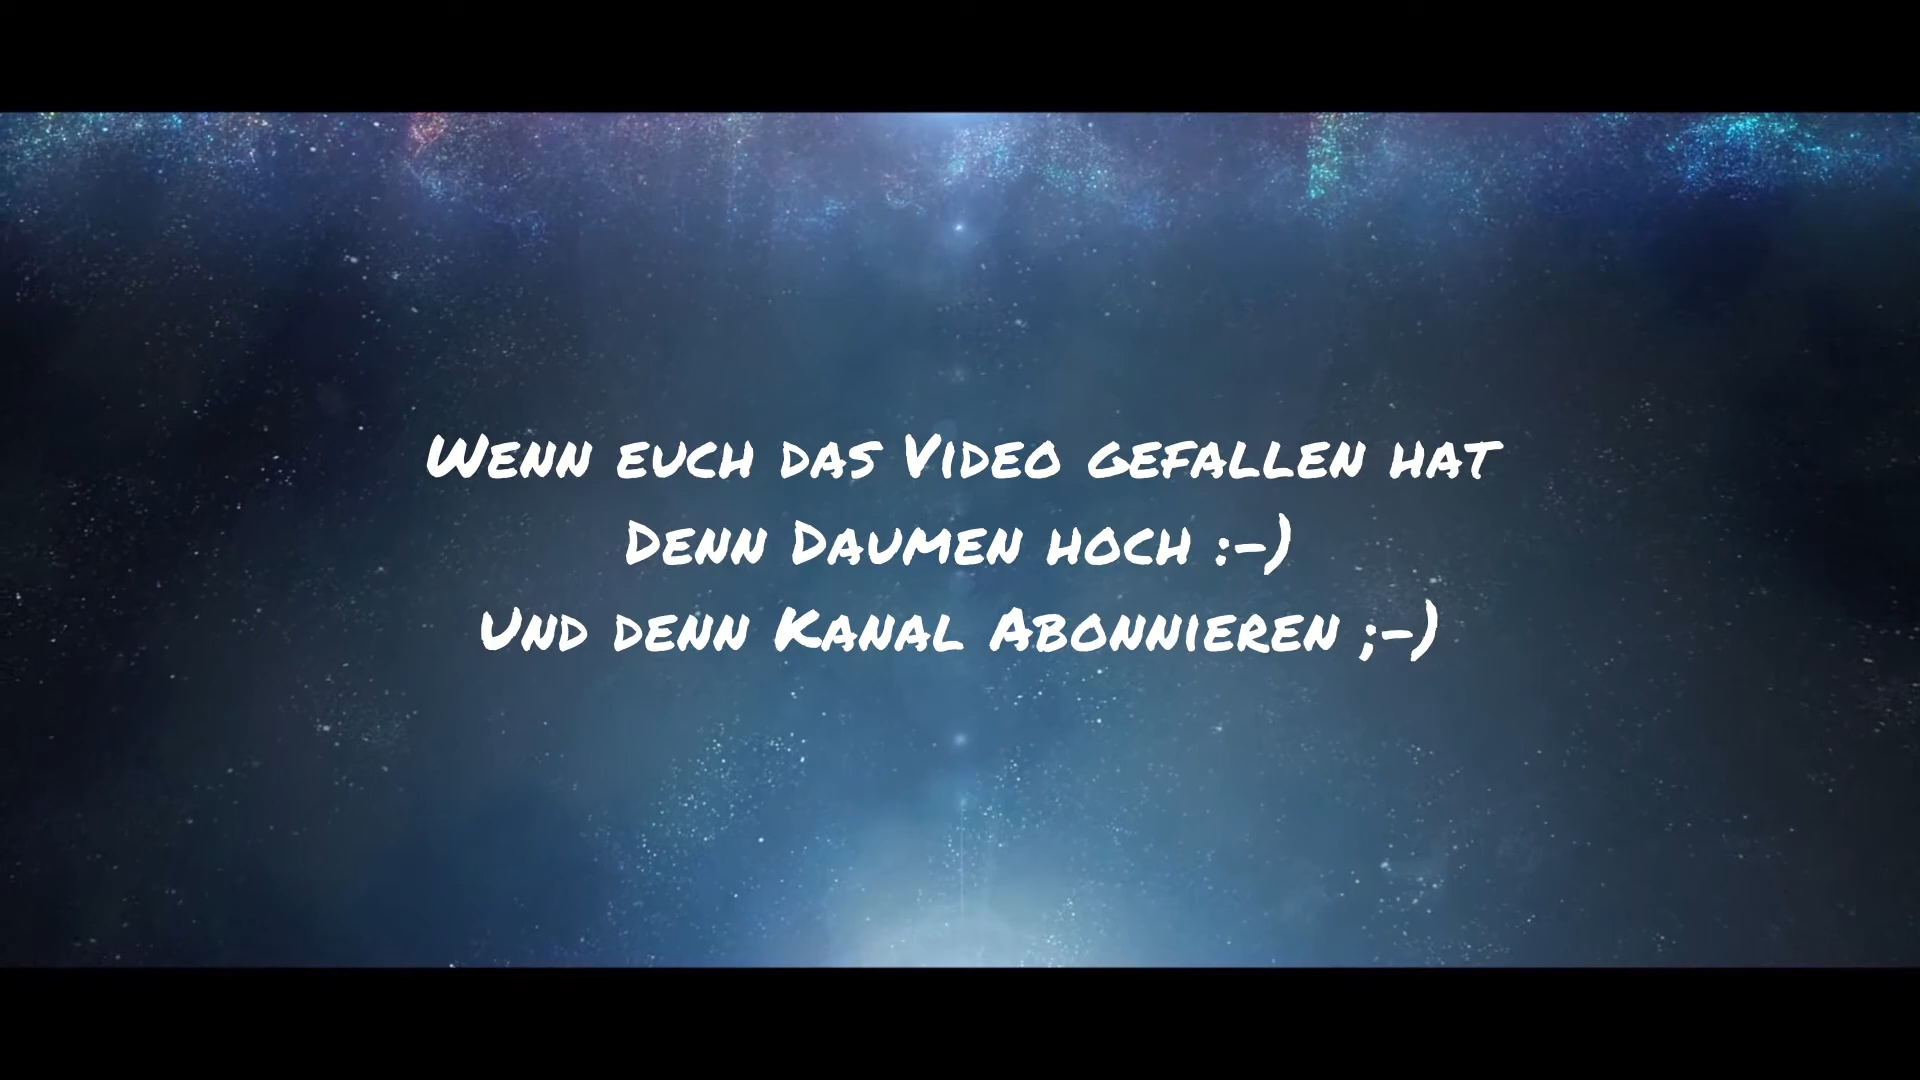 Wenn euch das Video gefallen hat
Denn Daumen hoch :-)
Und denn Kanal Abonnieren ;-)